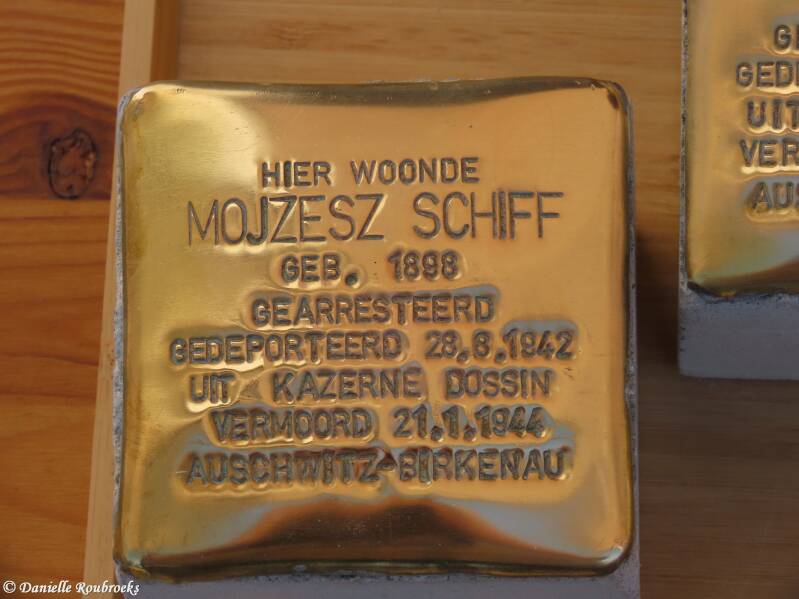 HIER WOONDE
MOJZESZ SCHIFF
GEB. 1898
GEARRESTEERD
GEDEPORTEERD 28.8.1942
UIT KAZERNE DOSSIN
VERMOORD 21.1.1944
AUSCHWITZ-BIRKENAU
UIT
© Danielle Roubroeks